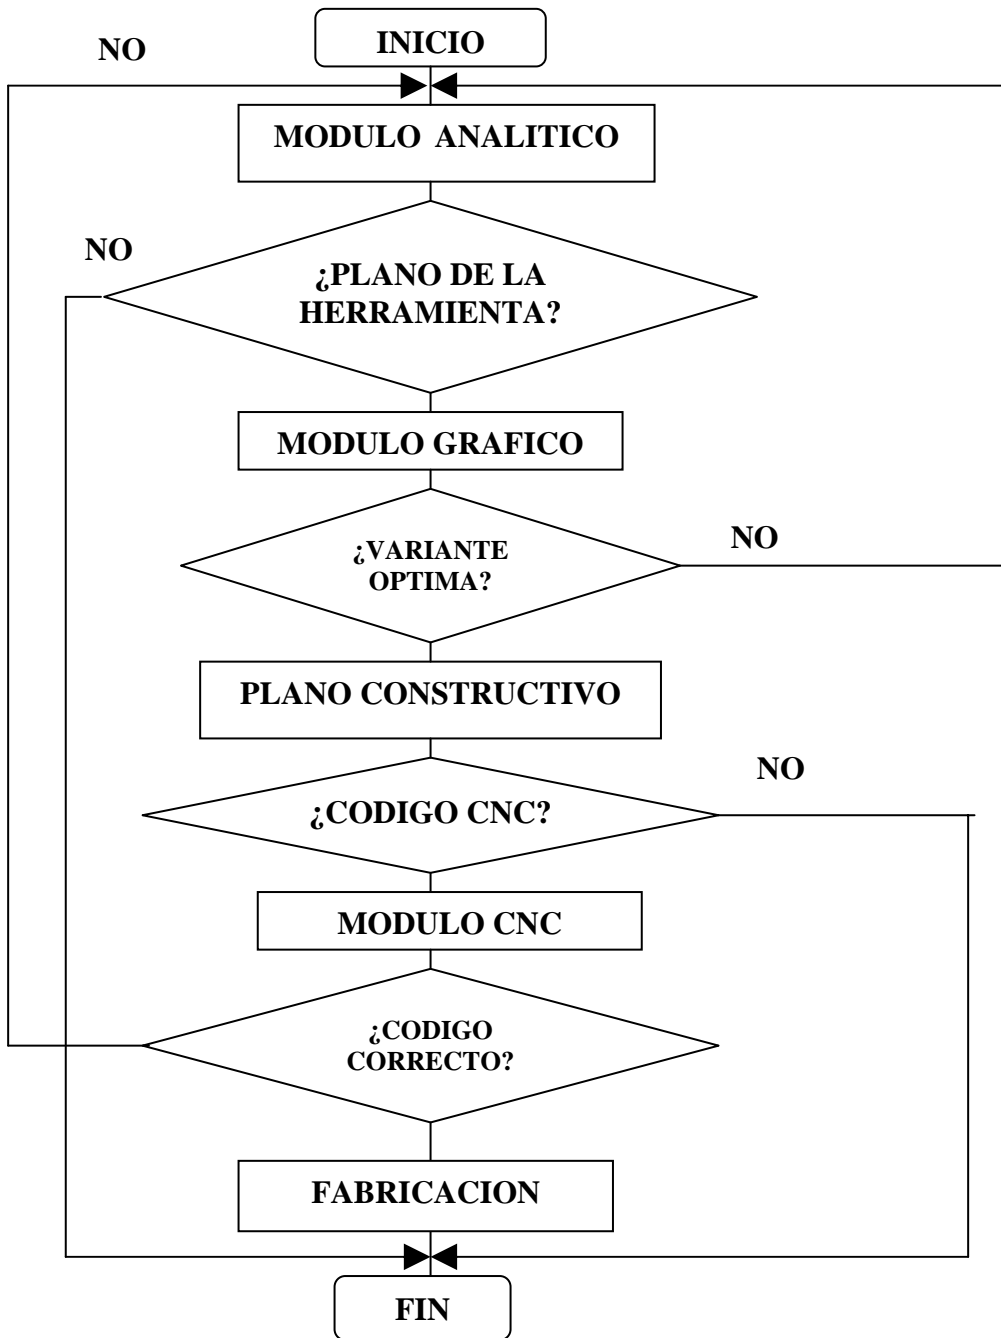 INICIO
NO
MODULO ANALITICO
NO
¿PLANO DE LA
HERRAMIENTA?
MODULO GRAFICO
¿VARIANTE
OPTIMA?
NO
PLANO CONSTRUCTIVO
NO
¿CODIGO CNC?
MODULO CNC
¿CODIGO
CORRECTO?
FABRICACION
FIN